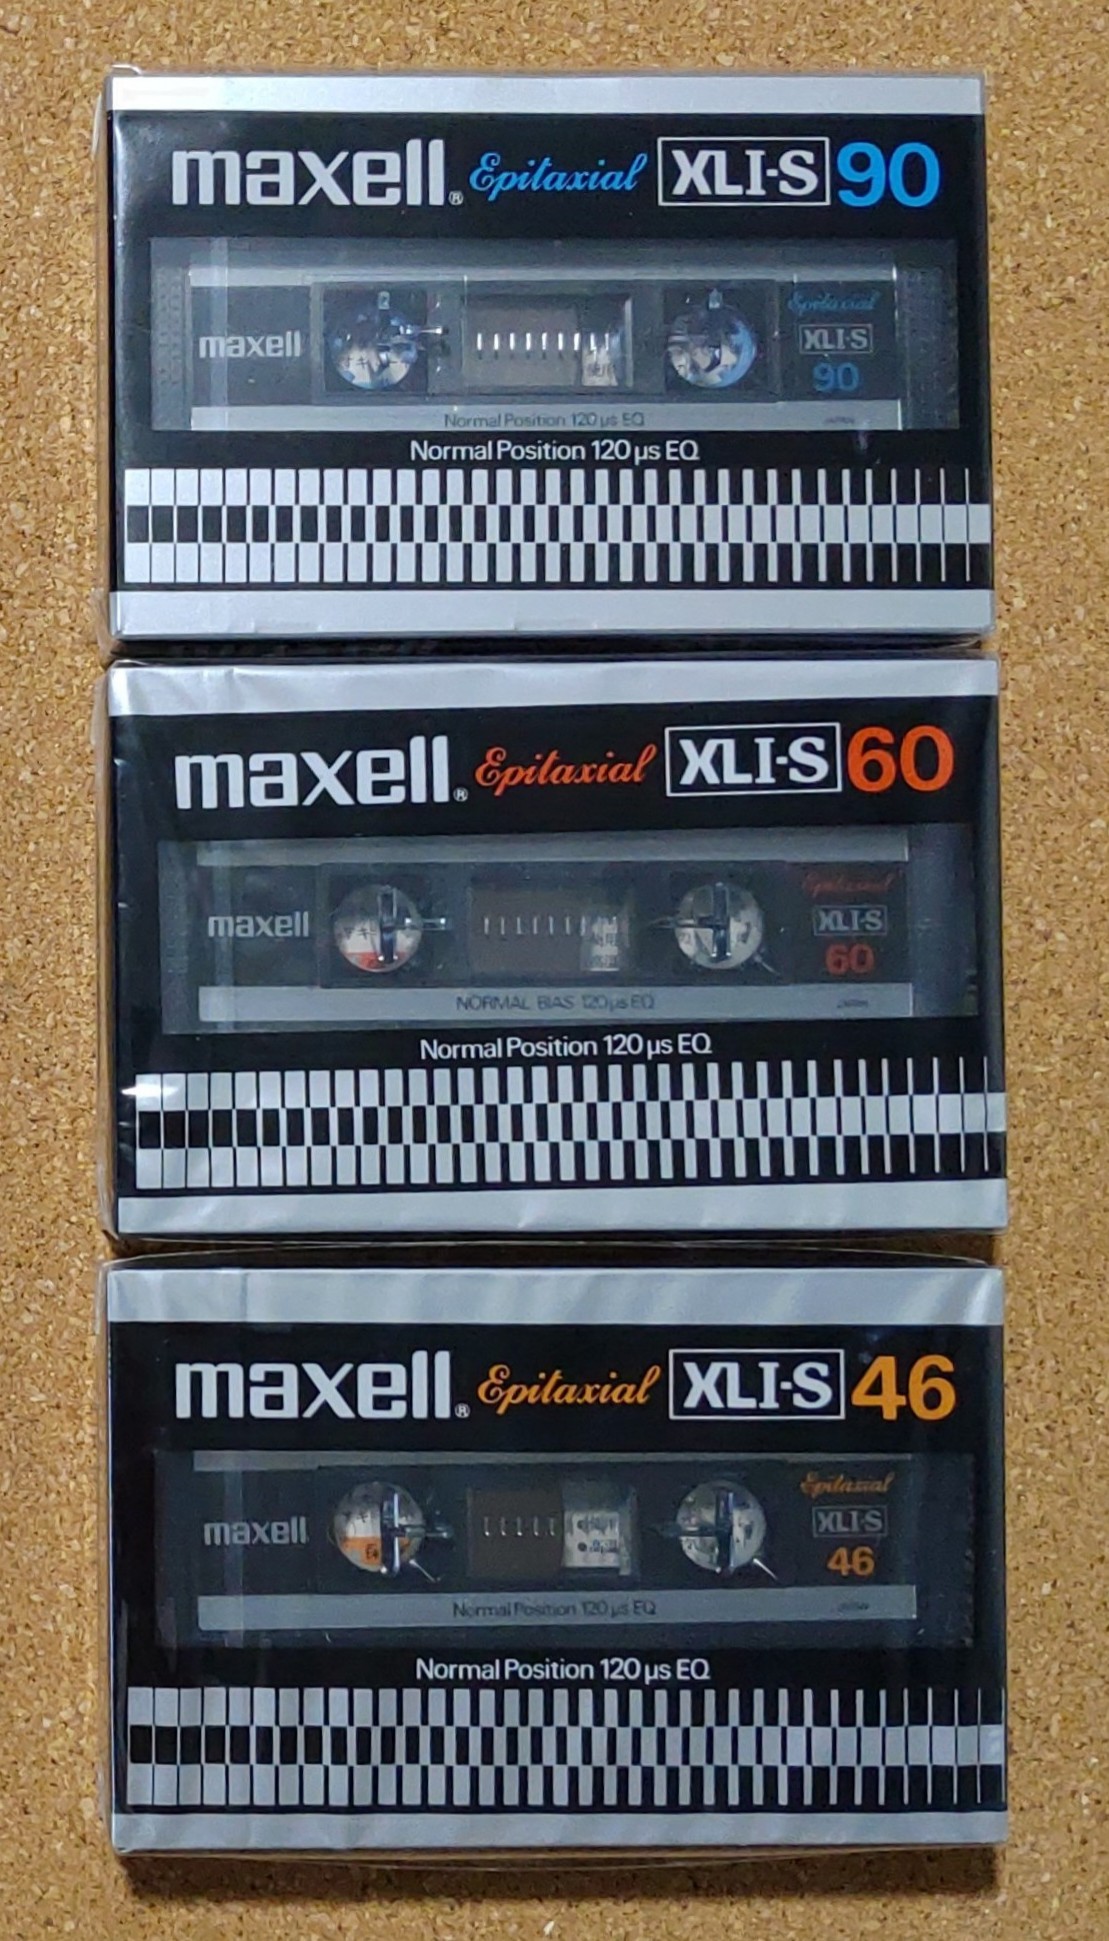 maxell® Epitaxial XLI-S 90
maxell
Epitaxial
XLI-S
90
Normal Position 120 µs EQ
Normal Position 120 µs EQ
maxell® Epitaxial XLI-S 60
maxell
Epitaxial
XLI-S
60
NORMAL BIAS 120 µs EQ
Normal Position 120 µs EQ
maxell® Epitaxial XLI-S 46
maxell
Epitaxial
XLI-S
46
Normal Position 120 µs EQ
Normal Position 120 µs EQ